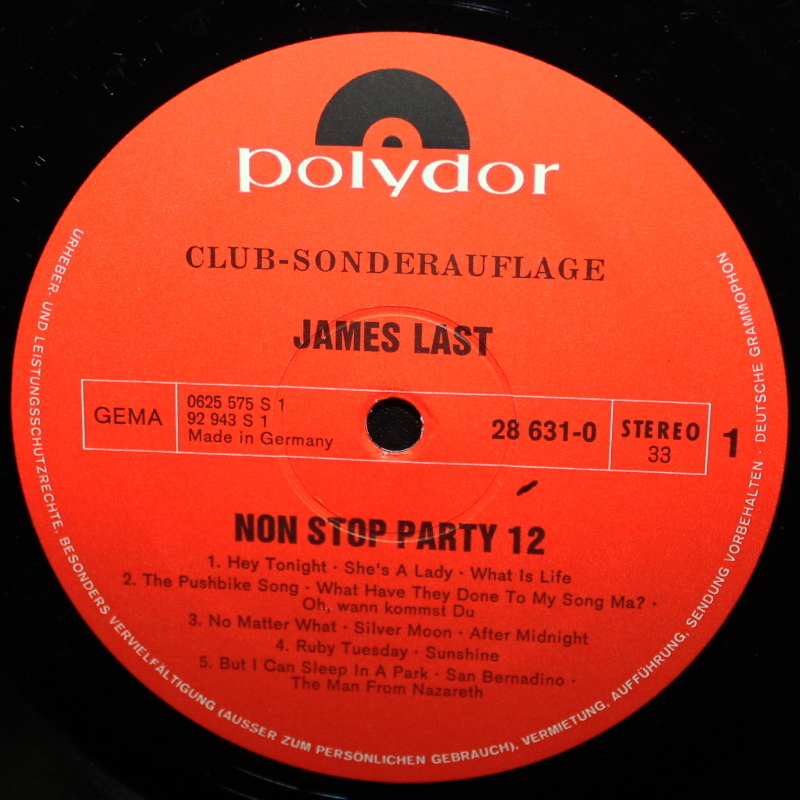 polydor
CLUB-SONDERAUFLAGE
JAMES LAST
GEMA
0625 575 S 1
92 943 S 1
Made in Germany
28 631-0
STEREO
33
1
NON STOP PARTY 12
1. Hey Tonight · She's A Lady · What Is Life
2. The Pushbike Song · What Have They Done To My Song Ma? ·
Oh, wann kommst Du
3. No Matter What · Silver Moon · After Midnight
4. Ruby Tuesday · Sunshine
5. But I Can Sleep In A Park · San Bernadino ·
The Man From Nazareth
URHEBER- UND LEISTUNGSSCHUTZRECHTE, BESONDERS VERVIELFÄLTIGUNG (AUSSER ZUM PERSÖNLICHEN GEBRAUCH), VERMIETUNG, AUFFÜHRUNG, SENDUNG VORBEHALTEN · DEUTSCHE GRAMMOPHON